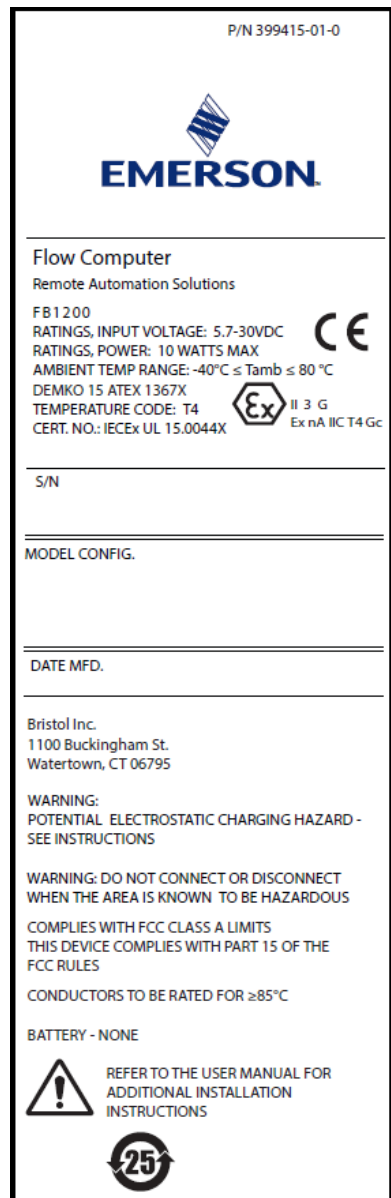 P/N 399415-01-0
EMERSON
Flow Computer
Remote Automation Solutions
FB1200
RATINGS, INPUT VOLTAGE: 5.7-30VDC
CE
RATINGS, POWER: 10 WATTS MAX
AMBIENT TEMP RANGE: -40°C ≤ Tamb ≤ 80 °C
DEMKO 15 ATEX 1367X
TEMPERATURE CODE: T4
CERT. NO.: IECEx UL 15.0044X
Ex
II 3 G
Ex nA IIC T4 Gc
S/N
MODEL CONFIG.
DATE MFD.
Bristol Inc.
1100 Buckingham St.
Watertown, CT 06795
WARNING:
POTENTIAL ELECTROSTATIC CHARGING HAZARD -
SEE INSTRUCTIONS
WARNING: DO NOT CONNECT OR DISCONNECT
WHEN THE AREA IS KNOWN TO BE HAZARDOUS
COMPLIES WITH FCC CLASS A LIMITS
THIS DEVICE COMPLIES WITH PART 15 OF THE
FCC RULES
CONDUCTORS TO BE RATED FOR ≥85°C
BATTERY - NONE
REFER TO THE USER MANUAL FOR
ADDITIONAL INSTALLATION
INSTRUCTIONS
25